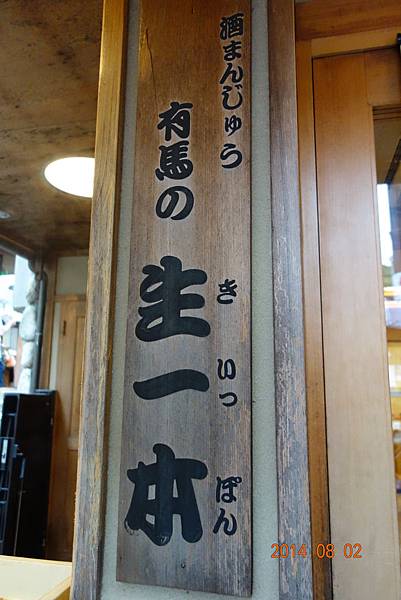 酒まんじゅう
有馬の
生一本
きいっぽん
2014 08 02